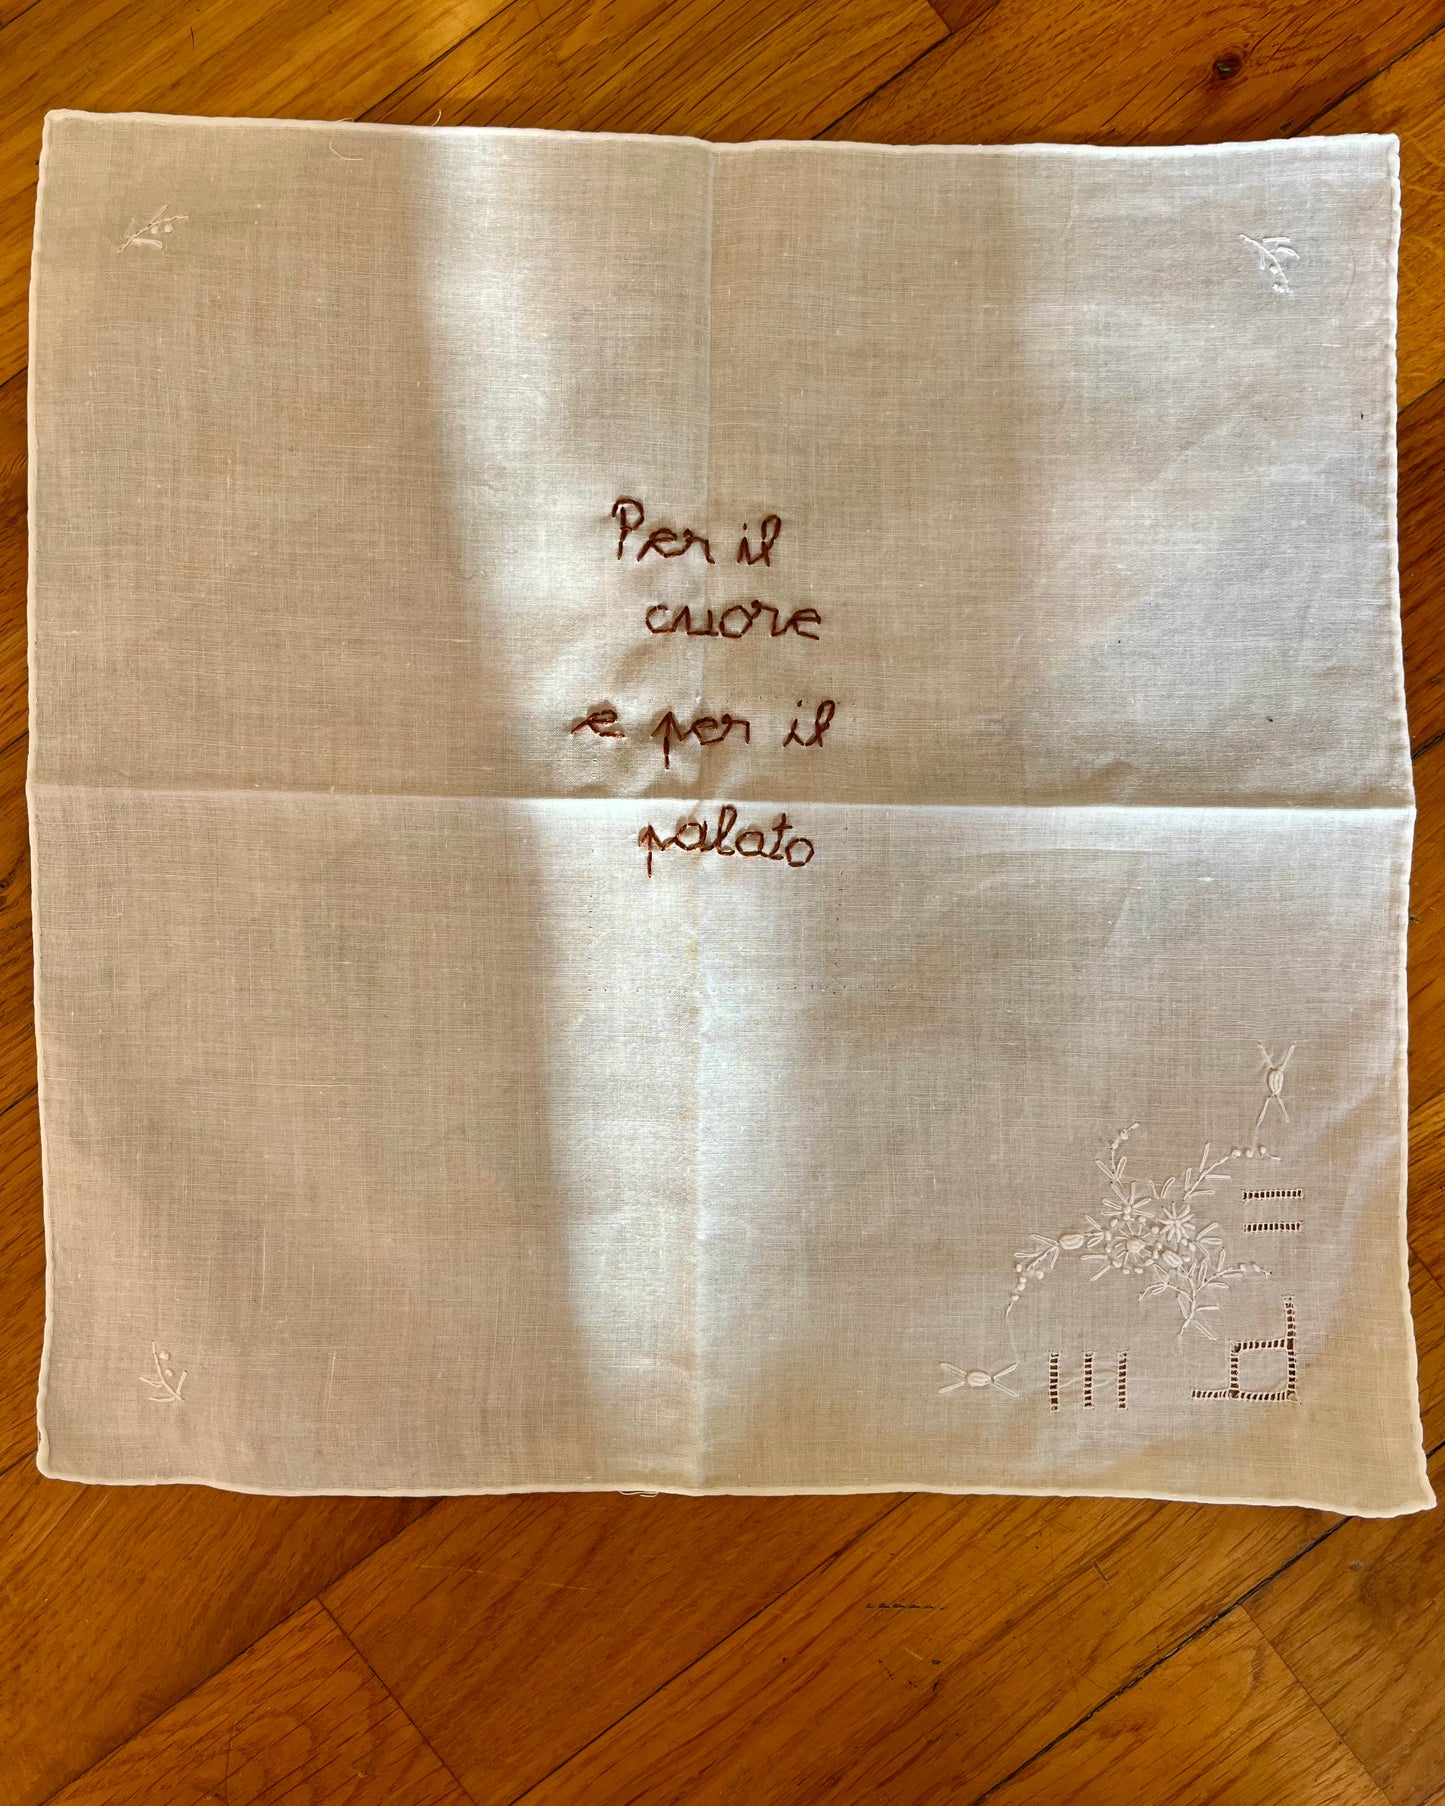 Per il
cuore
e per il
palato